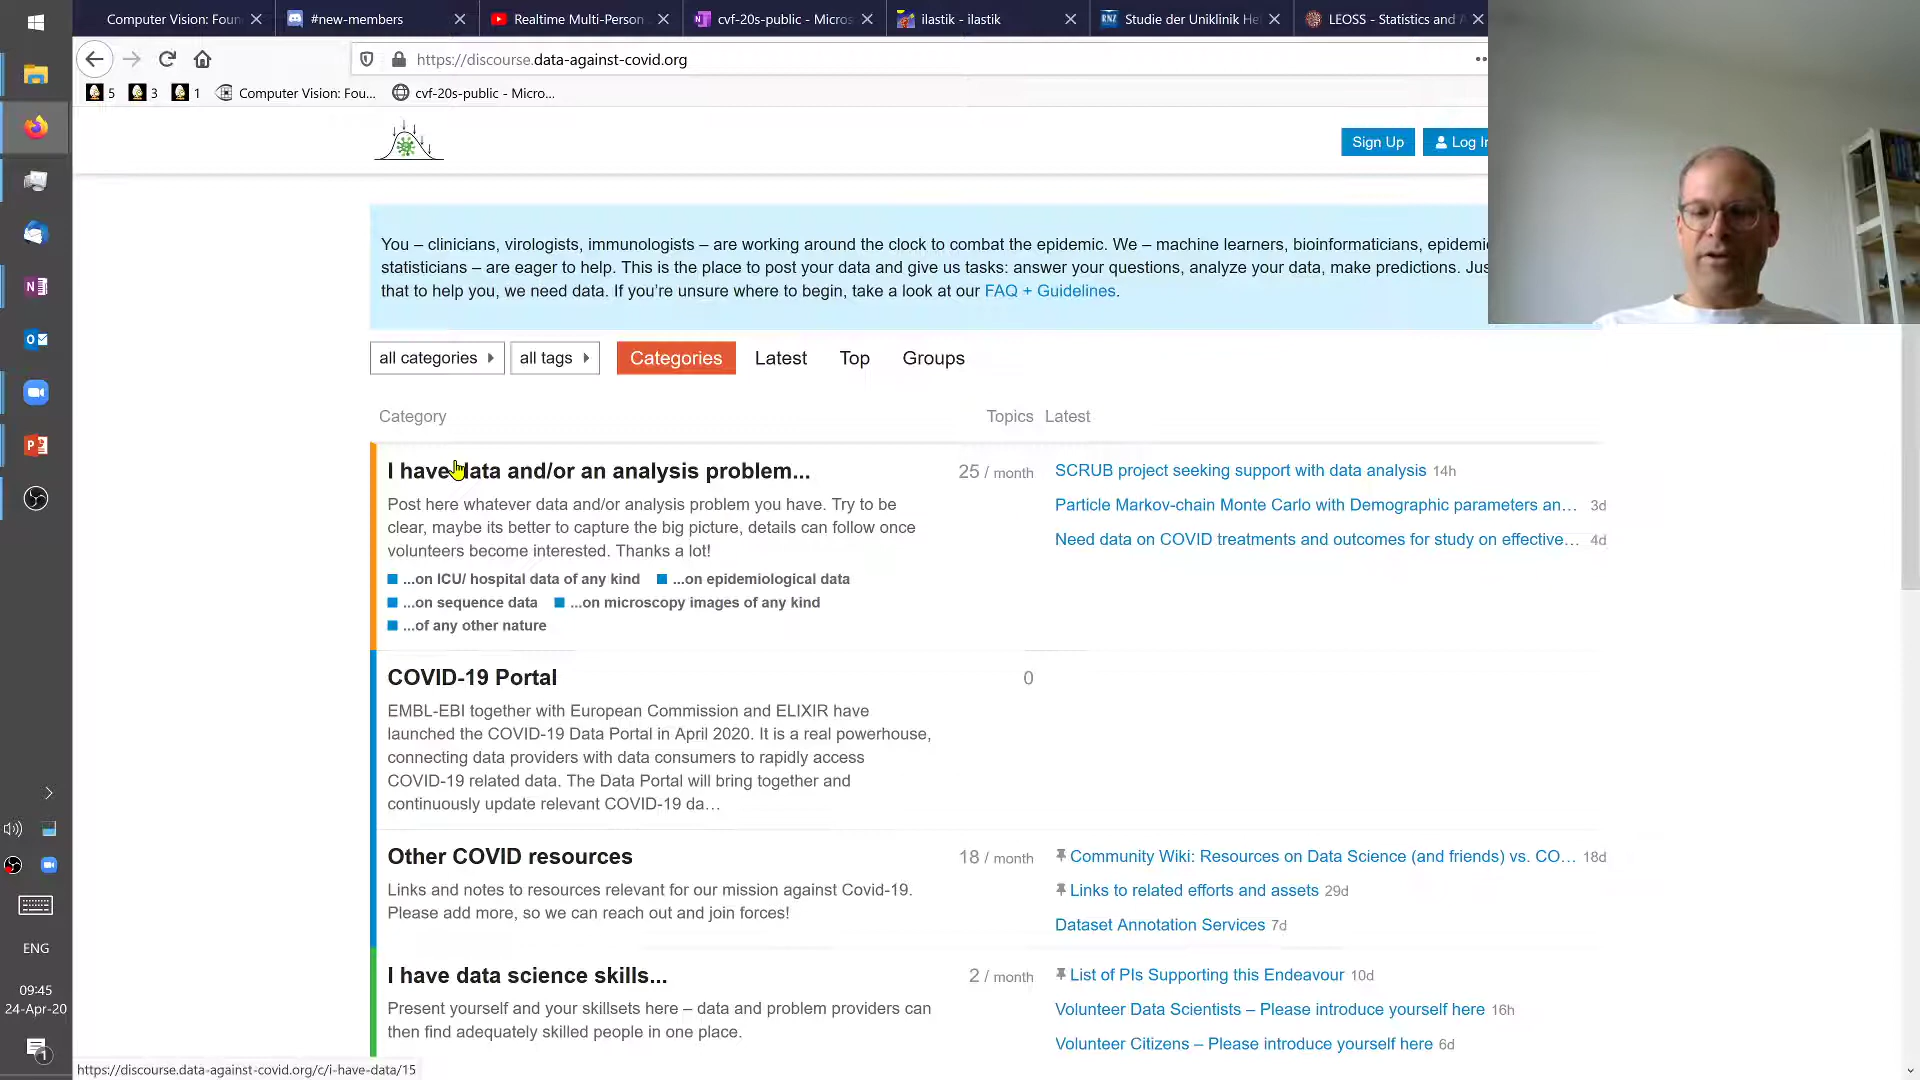 Computer Vision: Foun
#new-members
Realtime Multi-Person
cvf-20s-public - Micros
ilastik - ilastik
RNZ
Studie der Uniklinik He
LEOSS - Statistics and
https://discourse.data-against-covid.org
5
3
1
Computer Vision: Fou...
cvf-20s-public - Micro...
Sign Up
Log In
You – clinicians, virologists, immunologists – are working around the clock to combat the epidemic. We – machine learners, bioinformaticians, epidemi
statisticians – are eager to help. This is the place to post your data and give us tasks: answer your questions, analyze your data, make predictions. Jus
that to help you, we need data. If you're unsure where to begin, take a look at our FAQ + Guidelines.
all categories
all tags
Categories
Latest
Top
Groups
Category
Topics
Latest
I have data and/or an analysis problem...
25 / month
Post here whatever data and/or analysis problem you have. Try to be
clear, maybe its better to capture the big picture, details can follow once
volunteers become interested. Thanks a lot!
...on ICU/ hospital data of any kind
...on epidemiological data
...on sequence data
...on microscopy images of any kind
...of any other nature
SCRUB project seeking support with data analysis 14h
Particle Markov-chain Monte Carlo with Demographic parameters an... 3d
Need data on COVID treatments and outcomes for study on effective... 4d
COVID-19 Portal
0
EMBL-EBI together with European Commission and ELIXIR have
launched the COVID-19 Data Portal in April 2020. It is a real powerhouse,
connecting data providers with data consumers to rapidly access
COVID-19 related data. The Data Portal will bring together and
continuously update relevant COVID-19 da…
Other COVID resources
18 / month
Links and notes to resources relevant for our mission against Covid-19.
Please add more, so we can reach out and join forces!
Community Wiki: Resources on Data Science (and friends) vs. CO... 18d
Links to related efforts and assets 29d
Dataset Annotation Services 7d
I have data science skills...
2 / month
Present yourself and your skillsets here – data and problem providers can
then find adequately skilled people in one place.
List of PIs Supporting this Endeavour 10d
Volunteer Data Scientists – Please introduce yourself here 16h
Volunteer Citizens – Please introduce yourself here 6d
ENG
09:45
24-Apr-20
1
https://discourse.data-against-covid.org/c/i-have-data/15